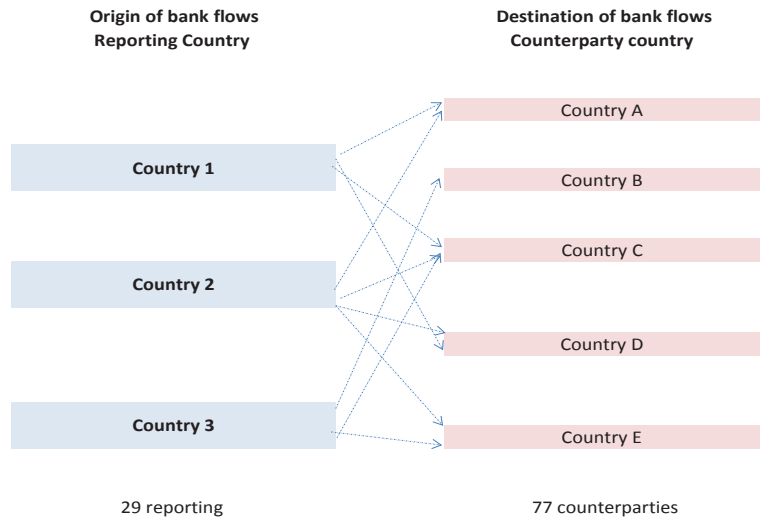 Origin of bank flows
Reporting Country
Destination of bank flows
Counterparty country
Country A
Country 1
Country B
Country C
Country 2
Country D
Country 3
Country E
29 reporting
77 counterparties